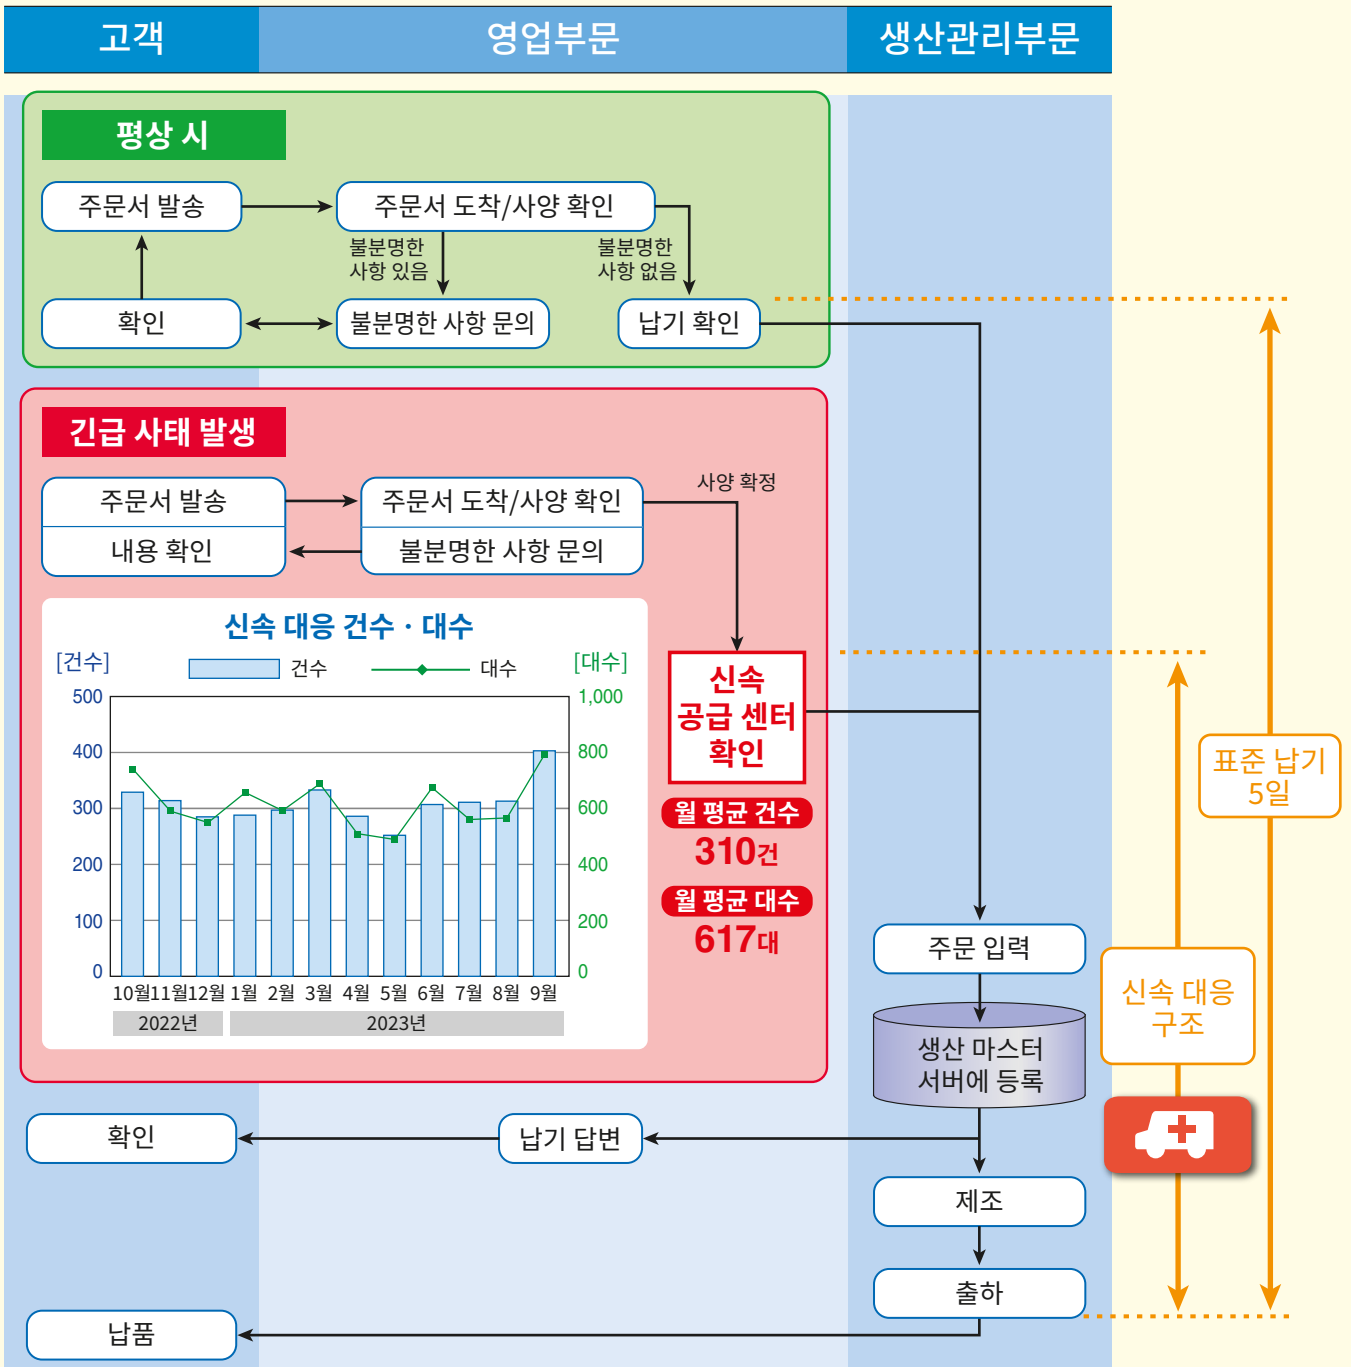 고객
영업부문
생산관리부문
평상 시
주문서 발송
주문서 도착/사양 확인
불분명한
사항 있음
불분명한
사항 없음
확인
불분명한 사항 문의
납기 확인
긴급 사태 발생
주문서 발송
주문서 도착/사양 확인
사양 확정
내용 확인
불분명한 사항 문의
신속 대응 건수 · 대수
[건수]
건수
대수
[대수]
500
400
300
200
100
0
1,000
800
600
400
200
0
10월 11월 12월 1월 2월 3월 4월 5월 6월 7월 8월 9월
2022년
2023년
신속
공급 센터
확인
월 평균 건수
310건
월 평균 대수
617대
표준 납기
5일
주문 입력
신속 대응
구조
생산 마스터
서버에 등록
확인
납기 답변
제조
출하
납품